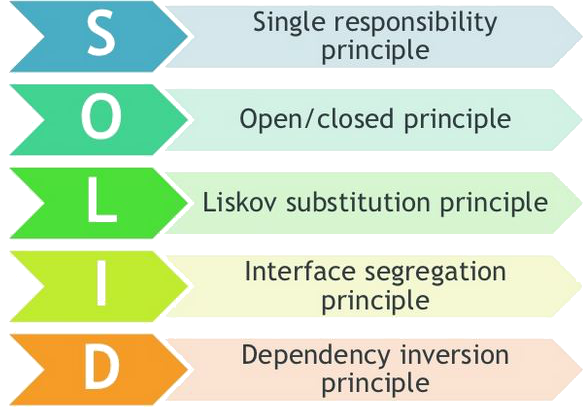 S
Single responsibility
principle
O
Open/closed principle
L
Liskov substitution principle
I
Interface segregation
principle
D
Dependency inversion
principle